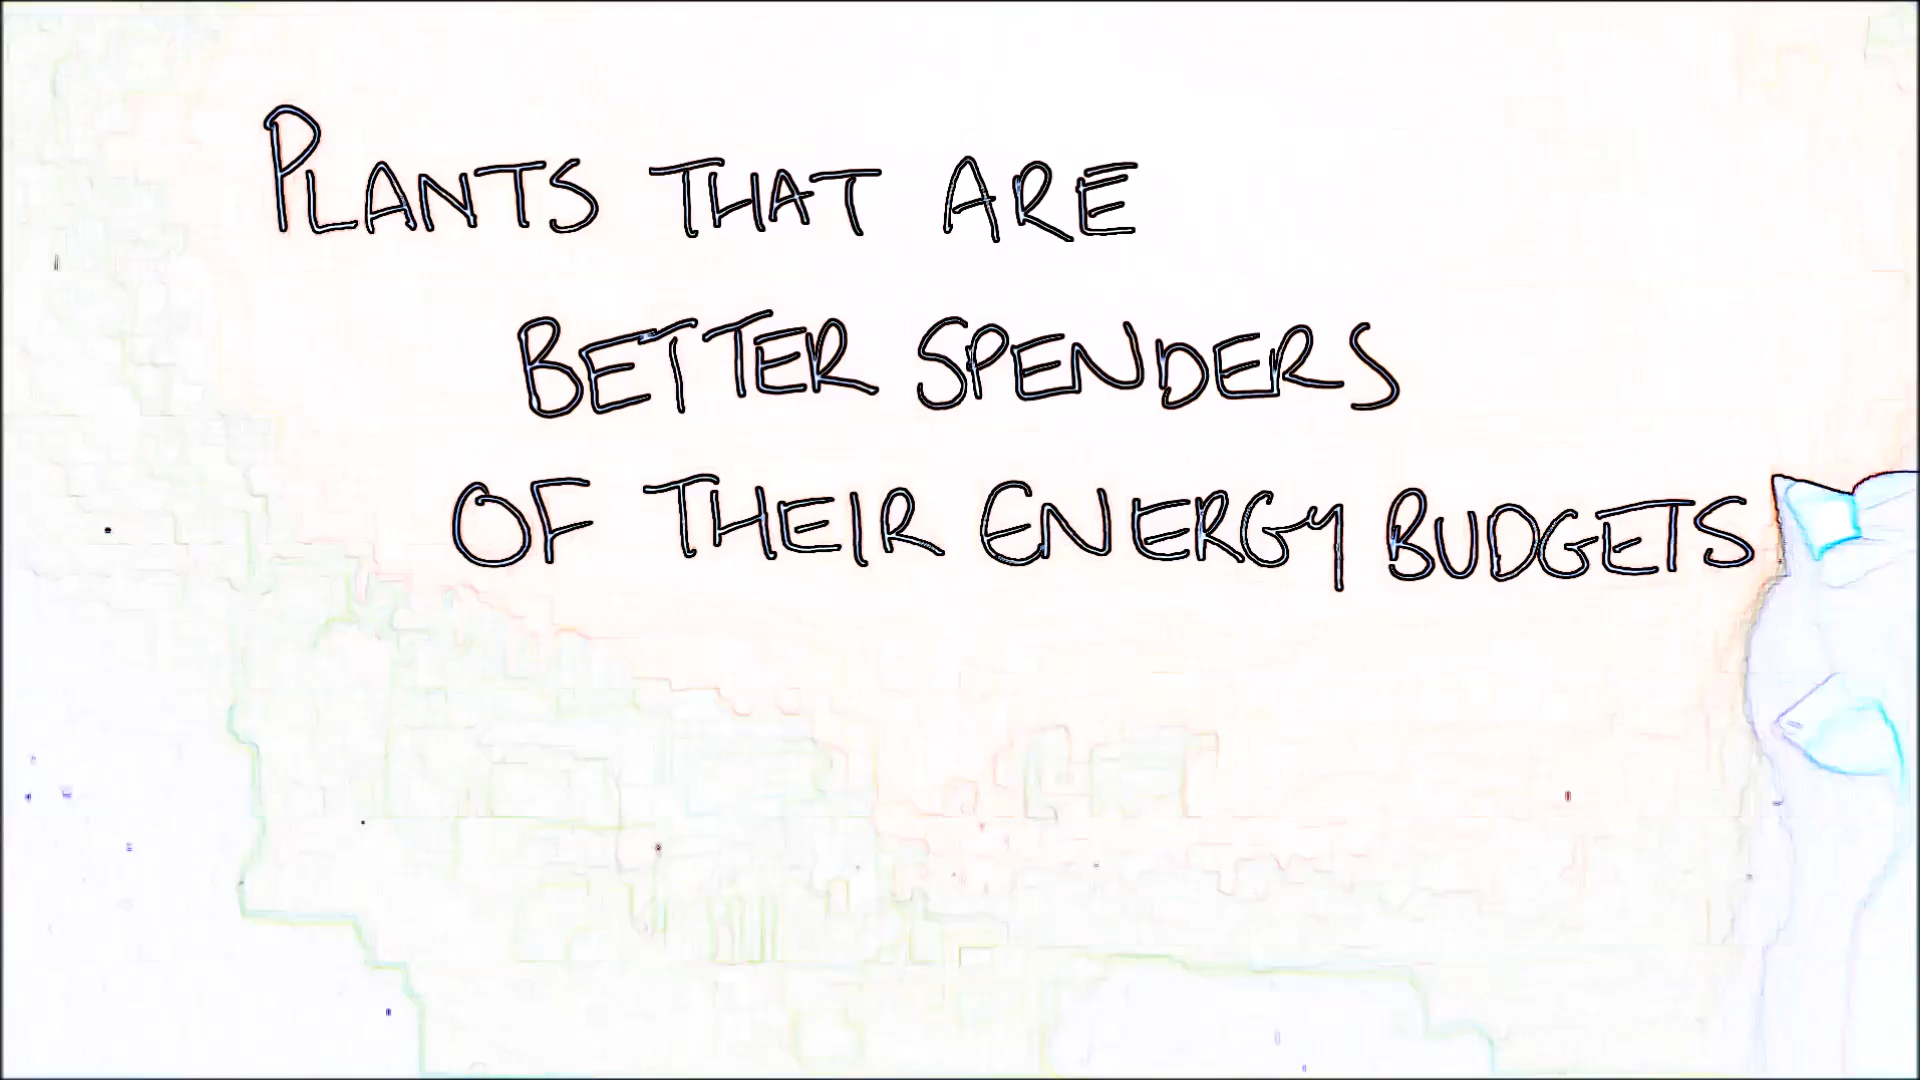 PLANTS THAT ARE
BETTER SPENDERS
OF THEIR ENERGY BUDGETS